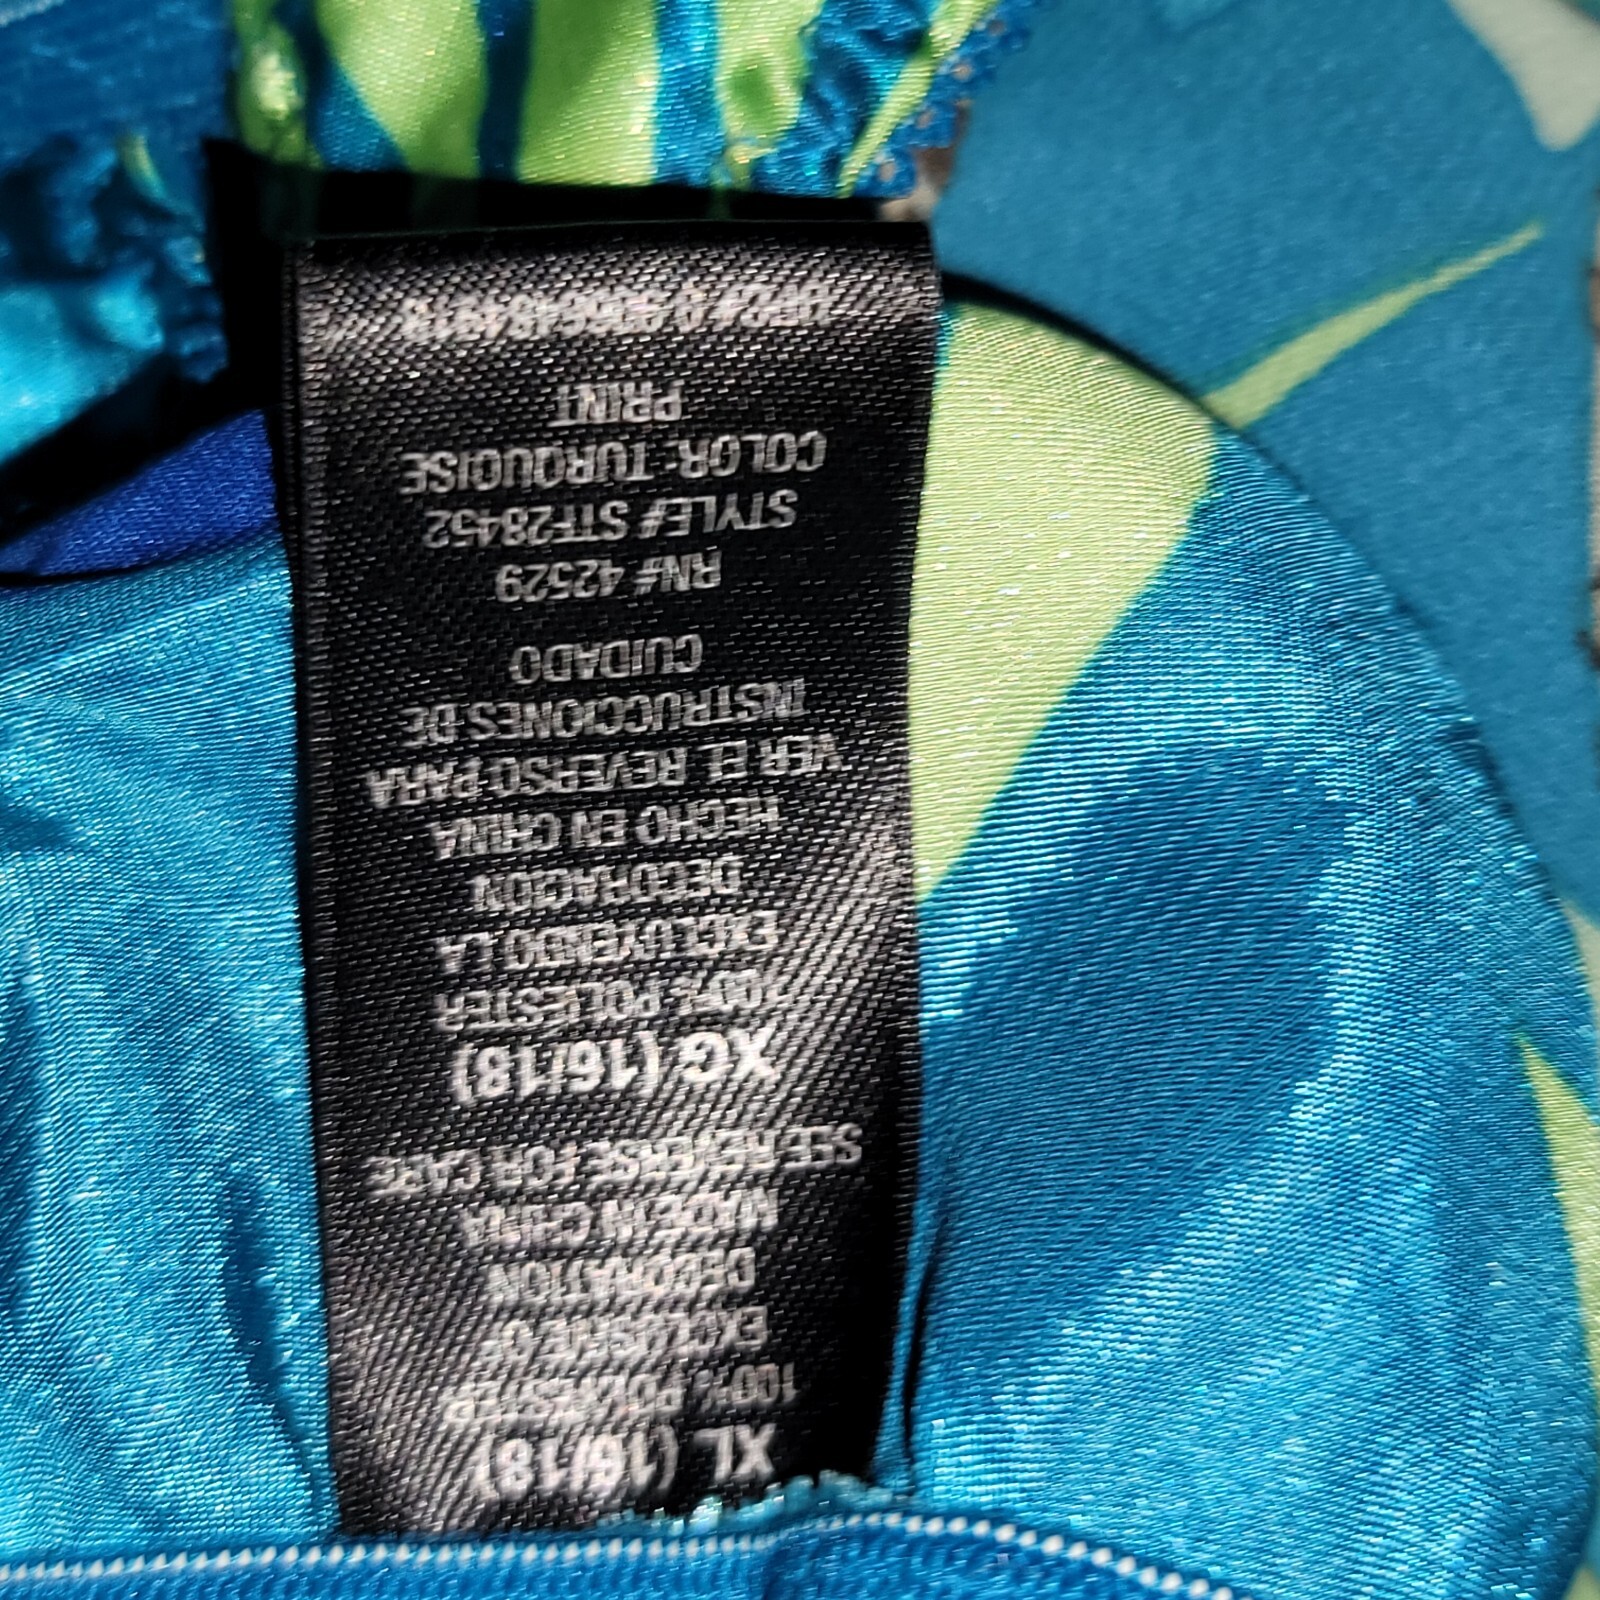 XL (16/18)
100% POLYESTER
EXCLUSIVE OF
DECORATION
MADE IN CHINA
SEE REVERSE FOR CARE
XG (16/18)
100% POLIESTER
EXCLUYENDO LA
DECORACION
HECHO EN CHINA
VER EL REVERSO PARA
INSTRUCCIONES DE
CUIDADO
RN# 42529
STYLE# STF28452
COLOR: TURQUOISE
PRINT